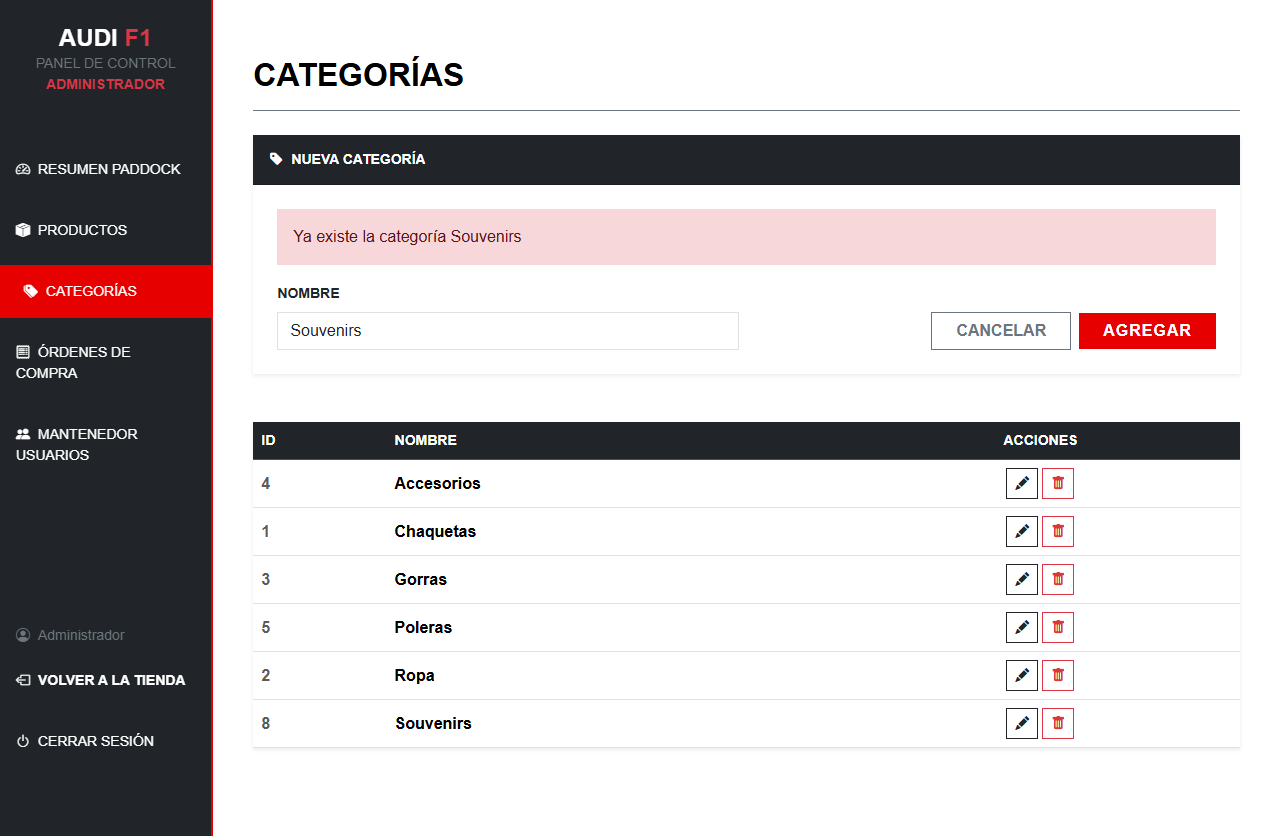 AUDI F1
PANEL DE CONTROL
ADMINISTRADOR
RESUMEN PADDOCK
PRODUCTOS
CATEGORÍAS
ÓRDENES DE
COMPRA
MANTENEDOR
USUARIOS
Administrador
VOLVER A LA TIENDA
CERRAR SESIÓN
CATEGORÍAS
NUEVA CATEGORÍA
Ya existe la categoría Souvenirs
NOMBRE
Souvenirs
CANCELAR AGREGAR
ID NOMBRE ACCIONES
4 Accesorios
1 Chaquetas
3 Gorras
5 Poleras
2 Ropa
8 Souvenirs